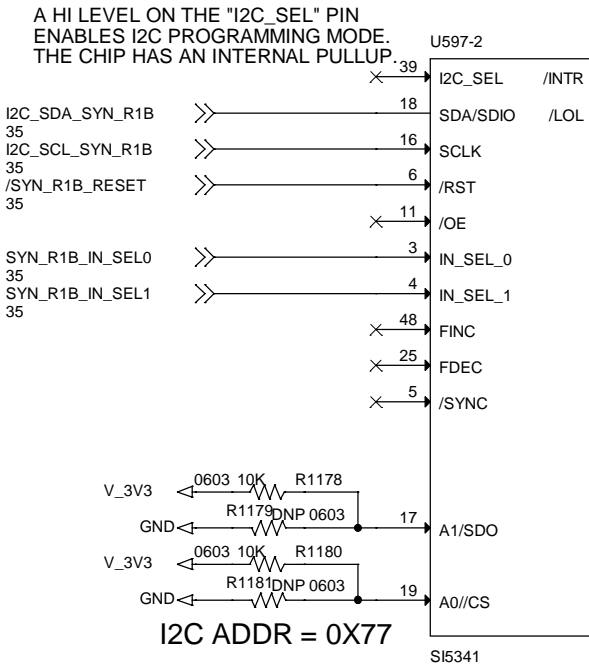 A HI LEVEL ON THE "I2C_SEL" PIN
ENABLES I2C PROGRAMMING MODE.
THE CHIP HAS AN INTERNAL PULLUP.
U597-2
39 I2C_SEL /INTR
I2C_SDA_SYN_R1B 18 SDA/SDIO /LOL
35
I2C_SCL_SYN_R1B 16 SCLK
35
/SYN_R1B_RESET 6 /RST
35
11 /OE
SYN_R1B_IN_SEL0 3 IN_SEL_0
35
SYN_R1B_IN_SEL1 4 IN_SEL_1
35
48 FINC
25 FDEC
5 /SYNC
V_3V3 0603 10K R1178
GND R1179 DNP 0603 17 A1/SDO
V_3V3 0603 10K R1180
GND R1181 DNP 0603 19 A0//CS
I2C ADDR = 0X77
SI5341